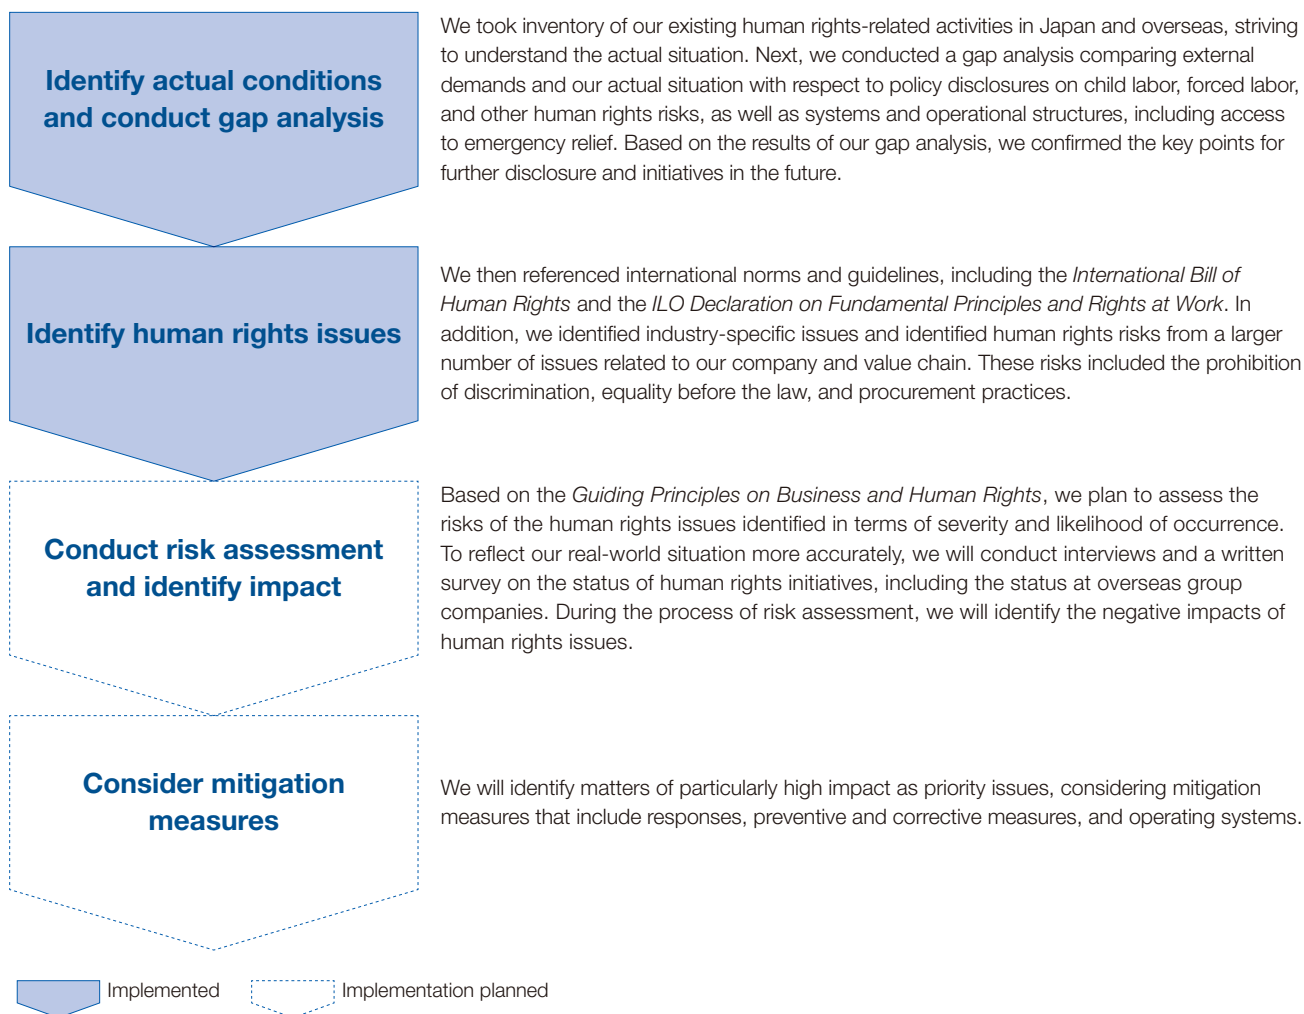 Identify actual conditions
and conduct gap analysis
We took inventory of our existing human rights-related activities in Japan and overseas, striving
to understand the actual situation. Next, we conducted a gap analysis comparing external
demands and our actual situation with respect to policy disclosures on child labor, forced labor,
and other human rights risks, as well as systems and operational structures, including access
to emergency relief. Based on the results of our gap analysis, we confirmed the key points for
further disclosure and initiatives in the future.
Identify human rights issues
We then referenced international norms and guidelines, including the International Bill of
Human Rights and the ILO Declaration on Fundamental Principles and Rights at Work. In
addition, we identified industry-specific issues and identified human rights risks from a larger
number of issues related to our company and value chain. These risks included the prohibition
of discrimination, equality before the law, and procurement practices.
Conduct risk assessment
and identify impact
Based on the Guiding Principles on Business and Human Rights, we plan to assess the
risks of the human rights issues identified in terms of severity and likelihood of occurrence.
To reflect our real-world situation more accurately, we will conduct interviews and a written
survey on the status of human rights initiatives, including the status at overseas group
companies. During the process of risk assessment, we will identify the negative impacts of
human rights issues.
Consider mitigation
measures
We will identify matters of particularly high impact as priority issues, considering mitigation
measures that include responses, preventive and corrective measures, and operating systems.
Implemented
Implementation planned